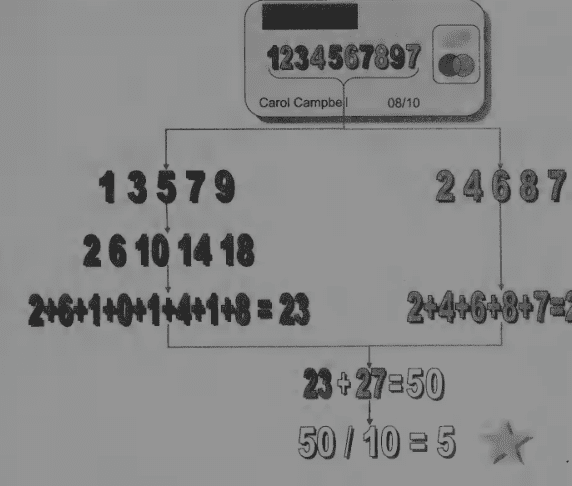 1234567897
Carol Campbell 08/10
1 3 5 7 9
2 4 6 8 7
2 6 10 14 18
2+6+1+0+1+4+1+8 = 23
2+4+6+8+7=2
23 + 27=50
50 / 10 = 5